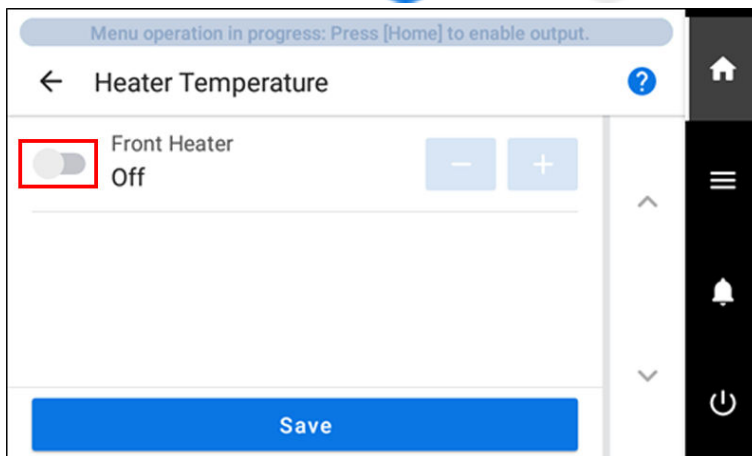 Menu operation in progress: Press [Home] to enable output.
Heater Temperature
?
Front Heater
Off
Save